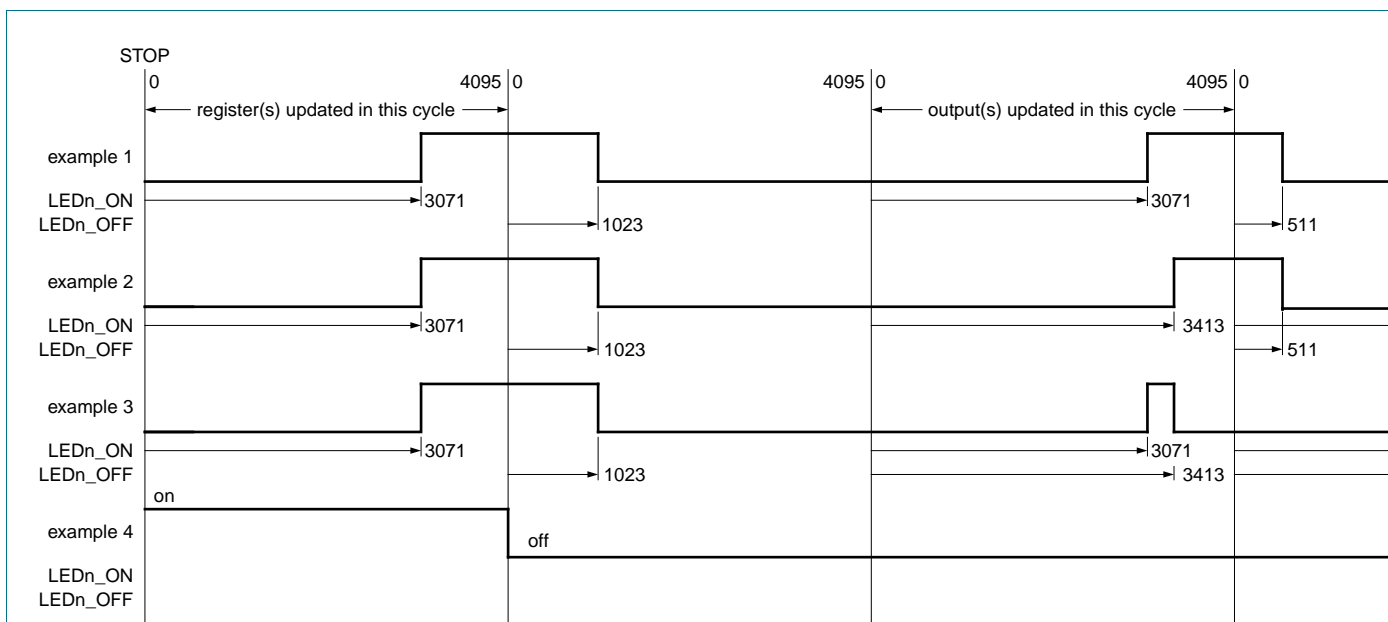 STOP
0 4095 0 4095 0 4095 0
register(s) updated in this cycle output(s) updated in this cycle
example 1
LEDn_ON 3071 3071
LEDn_OFF 1023 511
example 2
LEDn_ON 3071 3413
LEDn_OFF 1023 511
example 3
LEDn_ON 3071 3071
LEDn_OFF 1023 3413
on
example 4 off
LEDn_ON
LEDn_OFF